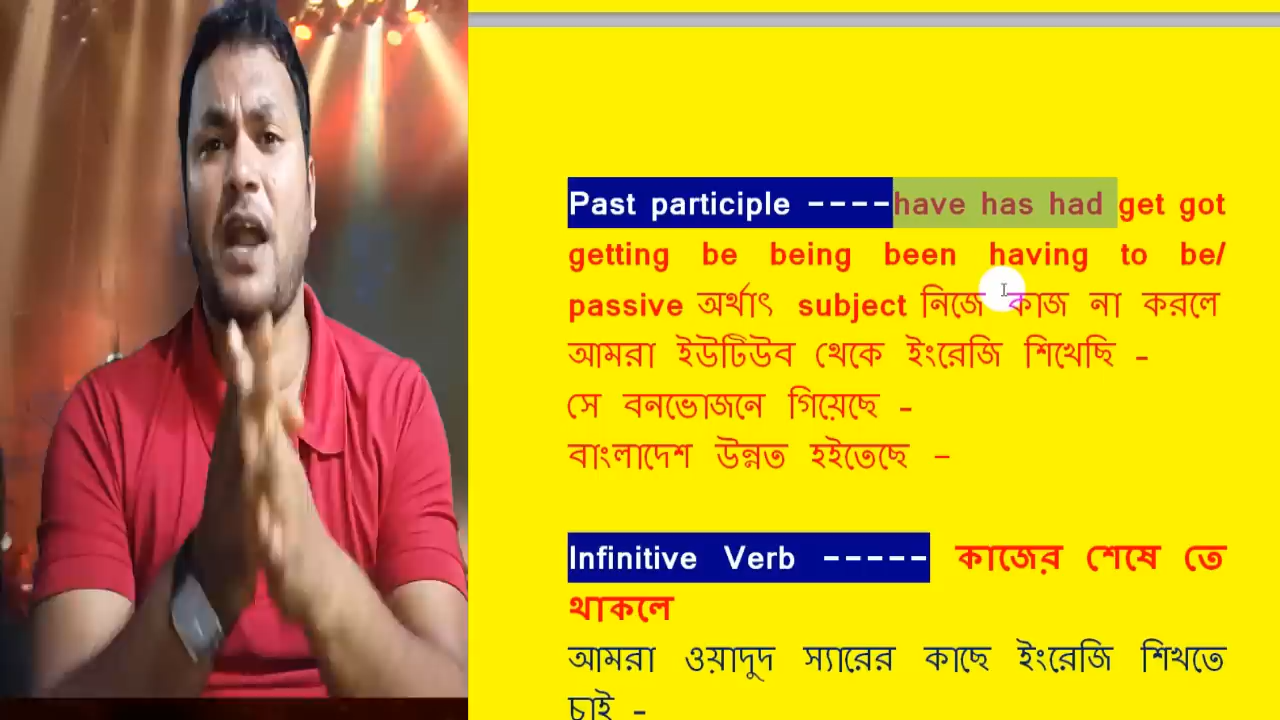 Past participle ----have has had get got
getting be being been having to be/
passive অর্থাৎ subject নিজে কাজ না করলে
আমরা ইউটিউব থেকে ইংরেজি শিখেছি -
সে বনভোজনে গিয়েছে -
বাংলাদেশ উন্নত হইতেছে -
Infinitive Verb ----- কাজের শেষে তে
থাকলে
আমরা ওয়াদুদ স্যারের কাছে ইংরেজি শিখতে
চাই -